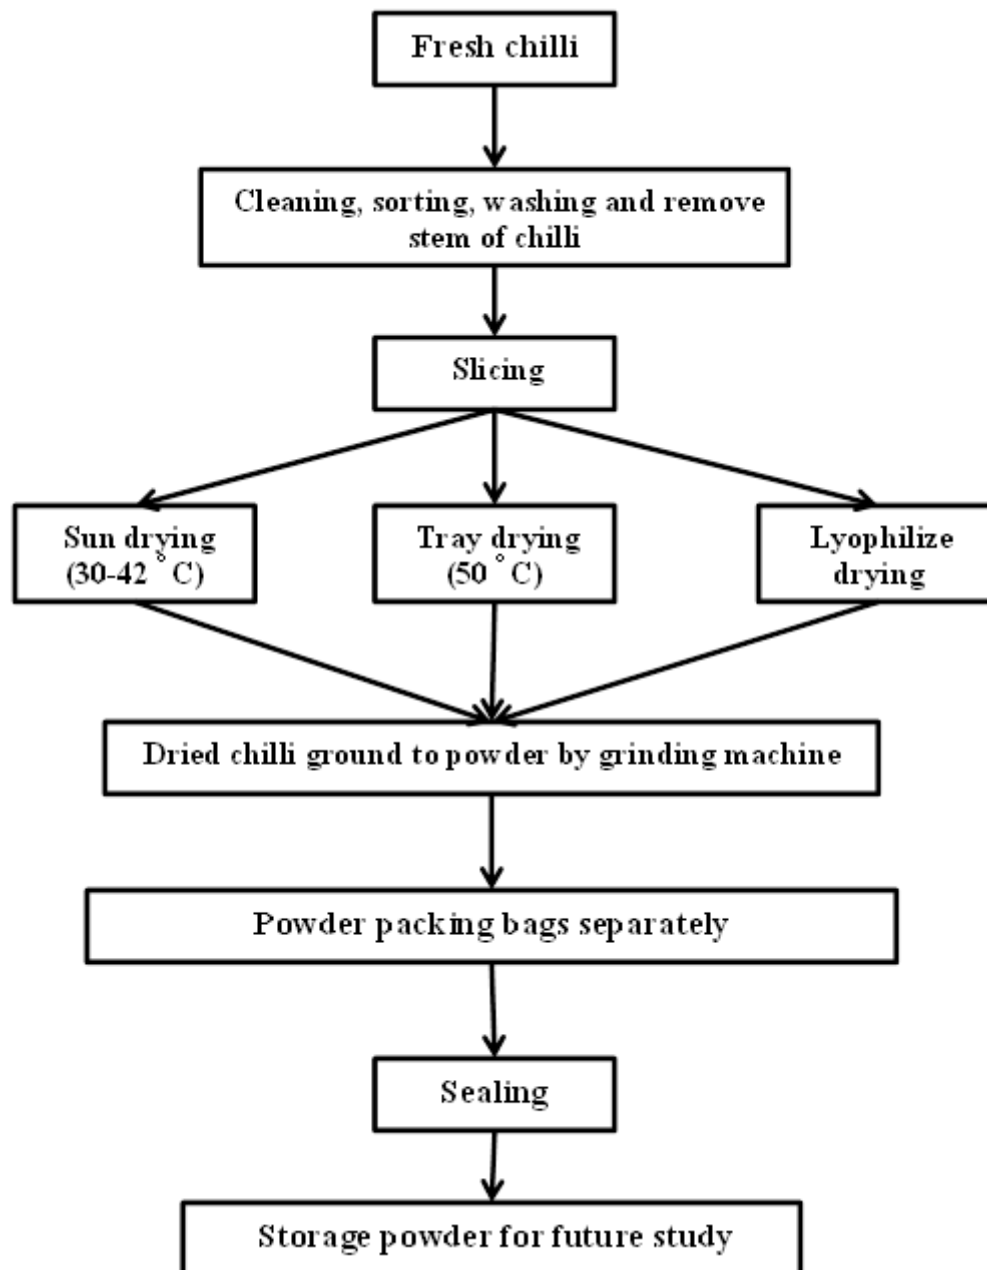 Fresh chilli
Cleaning, sorting, washing and remove
stem of chilli
Slicing
Sun drying
(30-42 °C)
Tray drying
(50 °C)
Lyophilize
drying
Dried chilli ground to powder by grinding machine
Powder packing bags separately
Sealing
Storage powder for future study